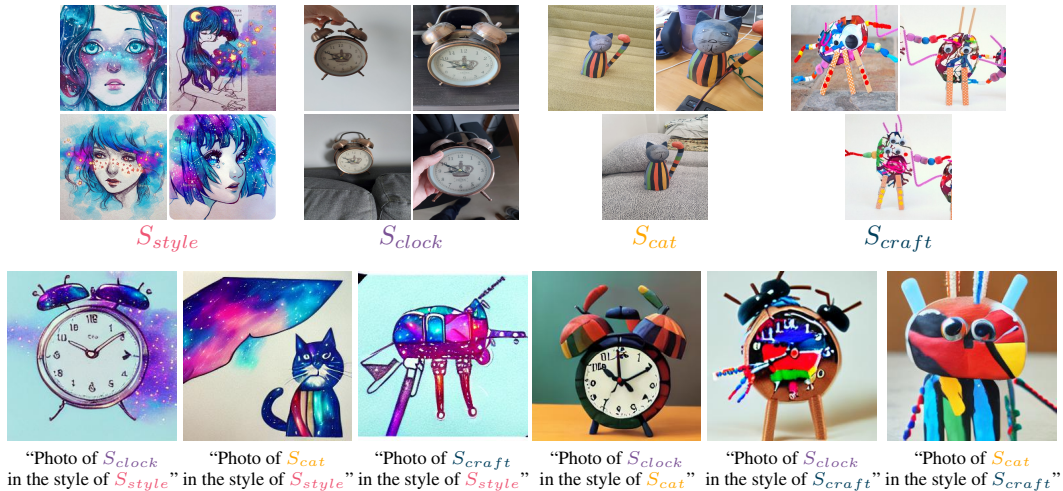 S_style S_clock S_cat S_craft
“Photo of S_clock
in the style of S_style”
“Photo of S_cat
in the style of S_style”
“Photo of S_craft
in the style of S_style”
“Photo of S_clock
in the style of S_cat”
“Photo of S_clock
in the style of S_craft”
“Photo of S_cat
in the style of S_craft”